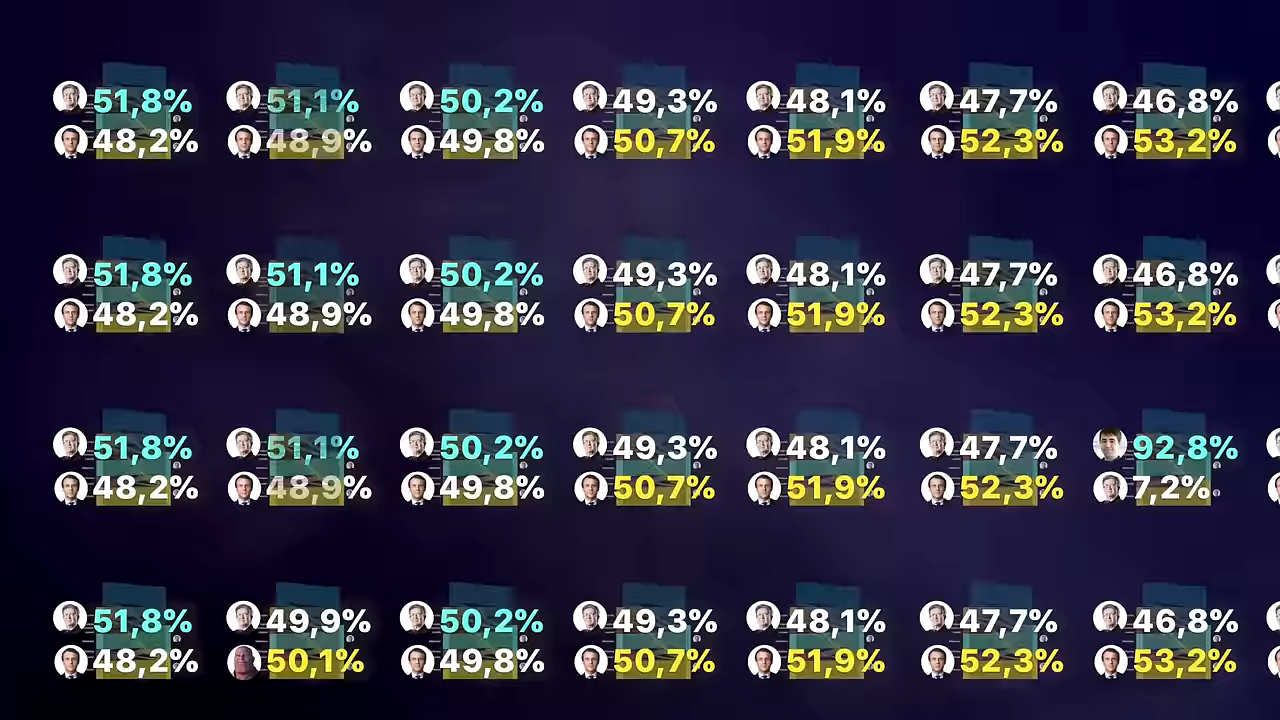 51,8% 51,1% 50,2% 49,3% 48,1% 47,7% 46,8%
48,2% 48,9% 49,8% 50,7% 51,9% 52,3% 53,2%
51,8% 51,1% 50,2% 49,3% 48,1% 47,7% 46,8%
48,2% 48,9% 49,8% 50,7% 51,9% 52,3% 53,2%
51,8% 51,1% 50,2% 49,3% 48,1% 47,7% 92,8%
48,2% 48,9% 49,8% 50,7% 51,9% 52,3% 7,2%
51,8% 49,9% 50,2% 49,3% 48,1% 47,7% 46,8%
48,2% 50,1% 49,8% 50,7% 51,9% 52,3% 53,2%